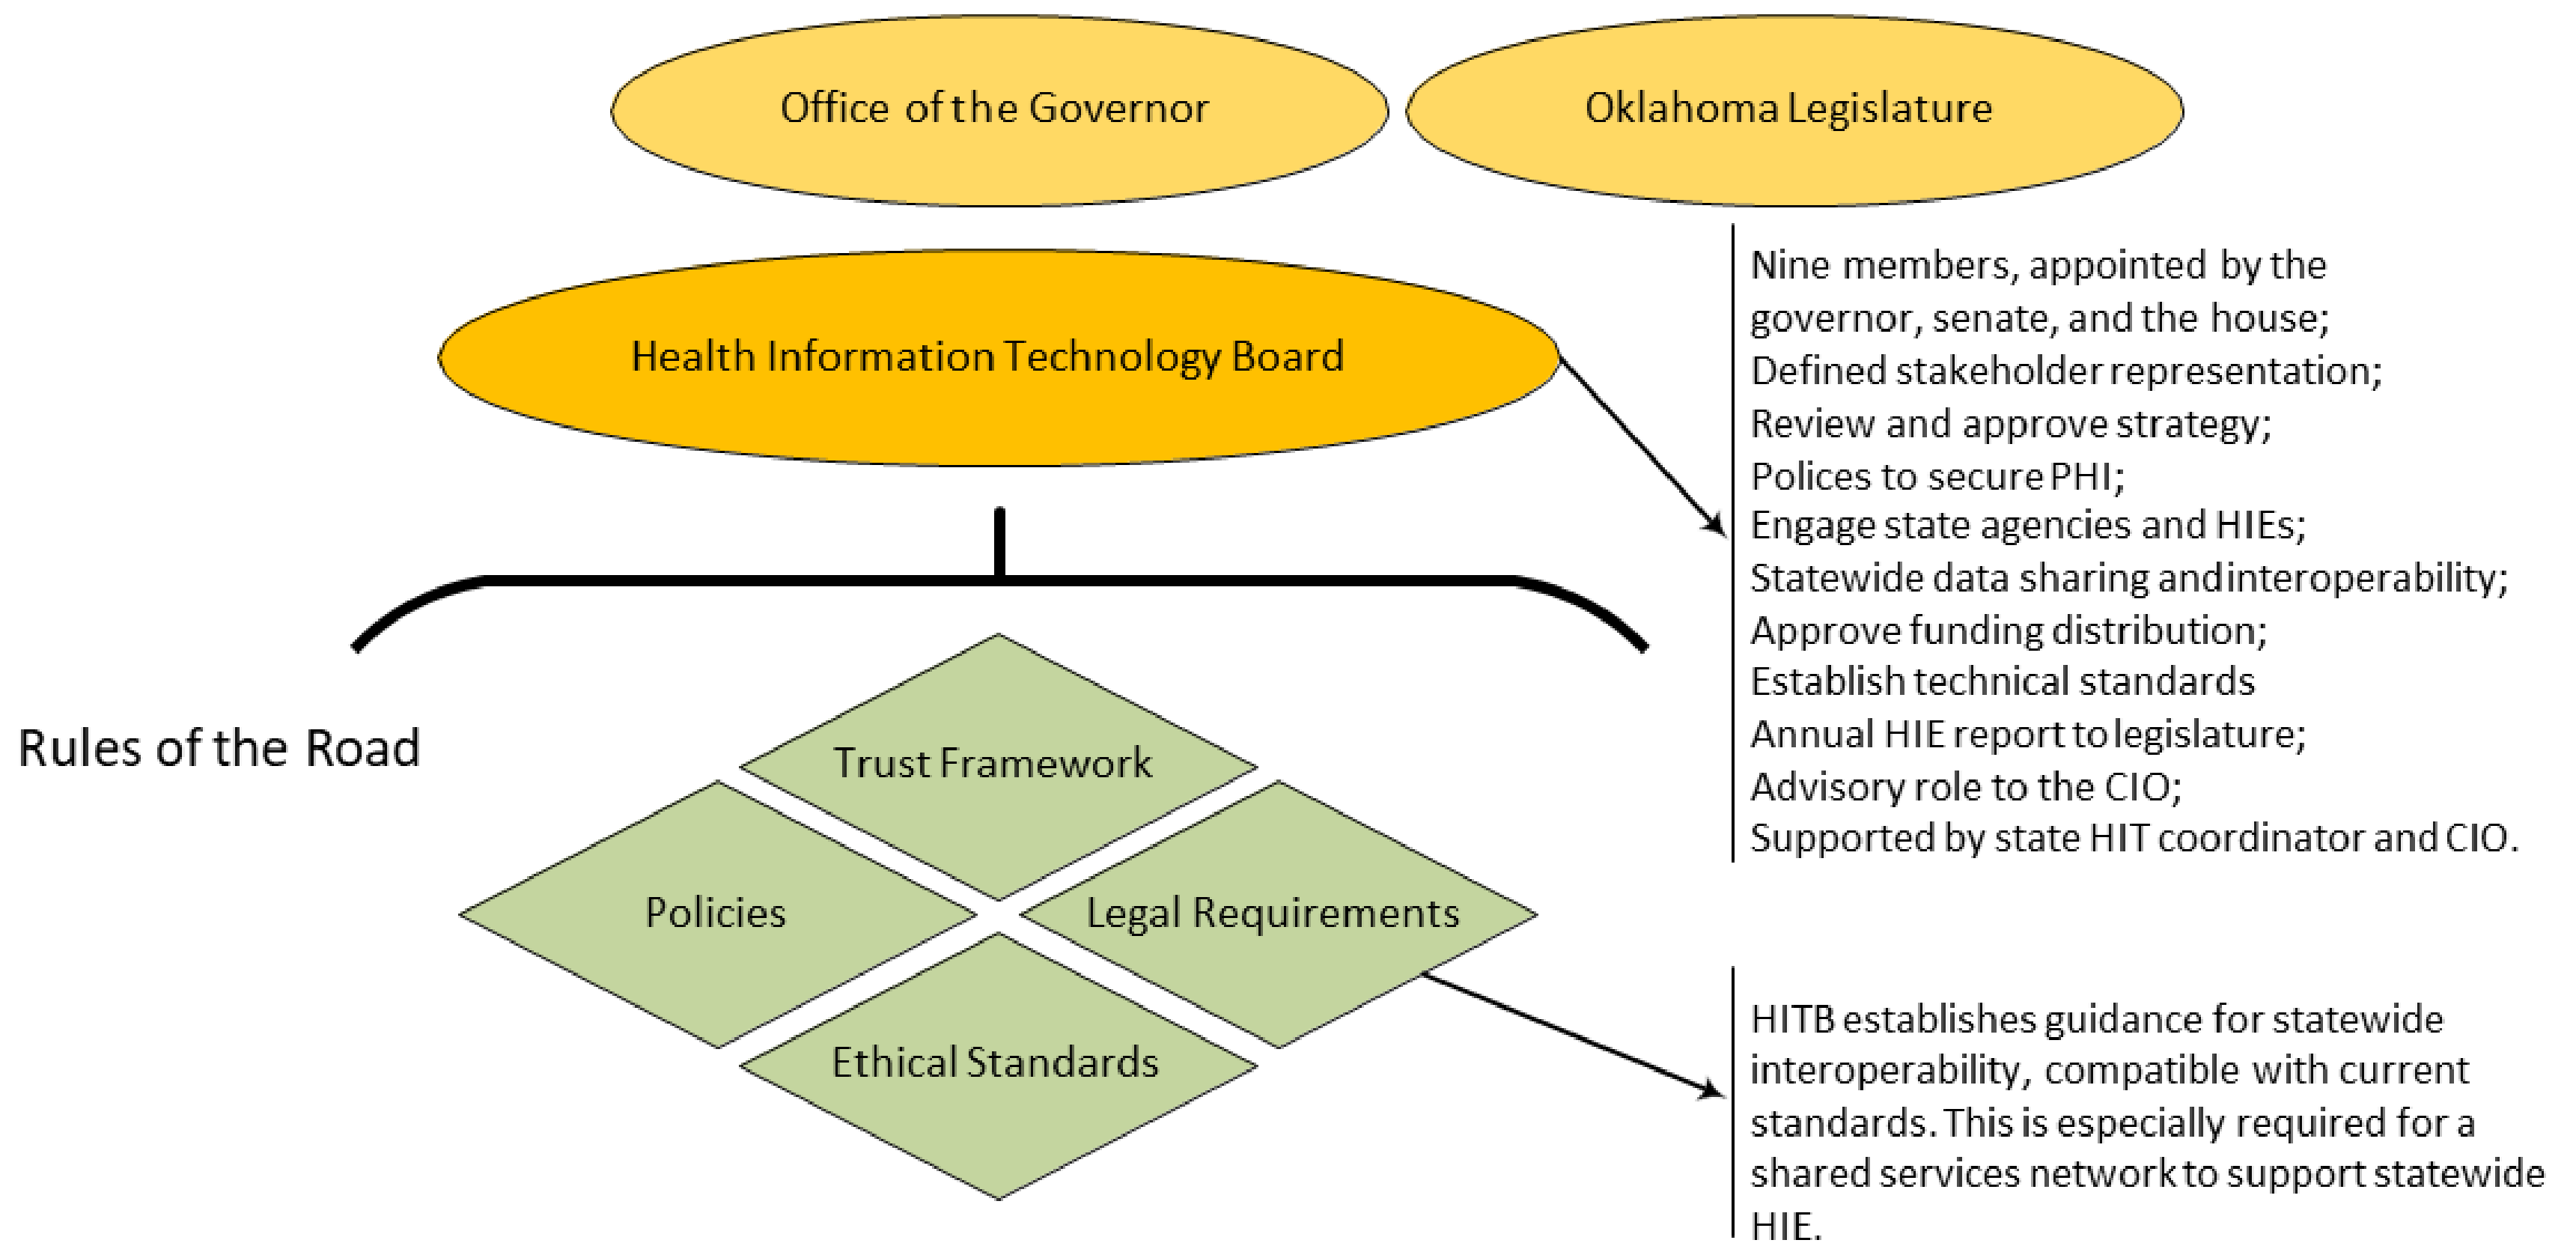 Office of the Governor
Oklahoma Legislature
Health Information Technology Board
Nine members, appointed by the
governor, senate, and the house;
Defined stakeholder representation;
Review and approve strategy;
Polices to secure PHI;
Engage state agencies and HIEs;
Statewide data sharing andinteroperability;
Approve funding distribution;
Establish technical standards
Annual HIE report to legislature;
Advisory role to the CIO;
Supported by state HIT coordinator and CIO.
Rules of the Road
Trust Framework
Policies
Legal Requirements
Ethical Standards
HITB establishes guidance for statewide
interoperability, compatible with current
standards. This is especially required for a
shared services network to support statewide
HIE.